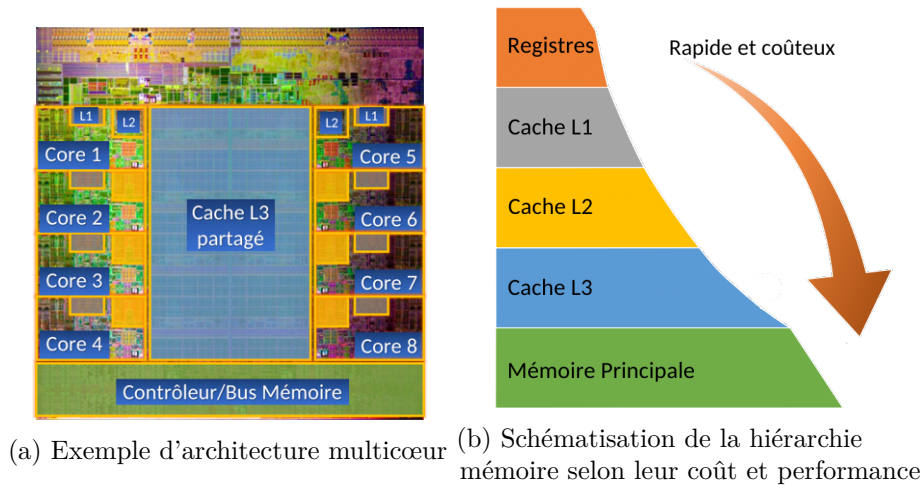 L1
L2
L2
L1
Core 1
Core 5
Core 2
Core 6
Cache L3
partagé
Core 3
Core 7
Core 4
Core 8
Contrôleur/Bus Mémoire
(a) Exemple d'architecture multicœur
Registres
Rapide et coûteux
Cache L1
Cache L2
Cache L3
Mémoire Principale
(b) Schématisation de la hiérarchie
mémoire selon leur coût et performance